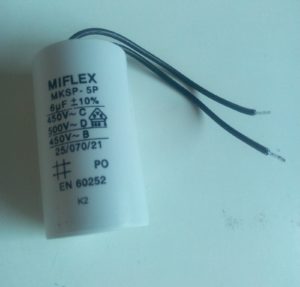 MIFLEX
MKSP-5P
6µF ±10%
450V~ C
500V~ D
450V~ B
25/070/21
PO
EN 60252
K2